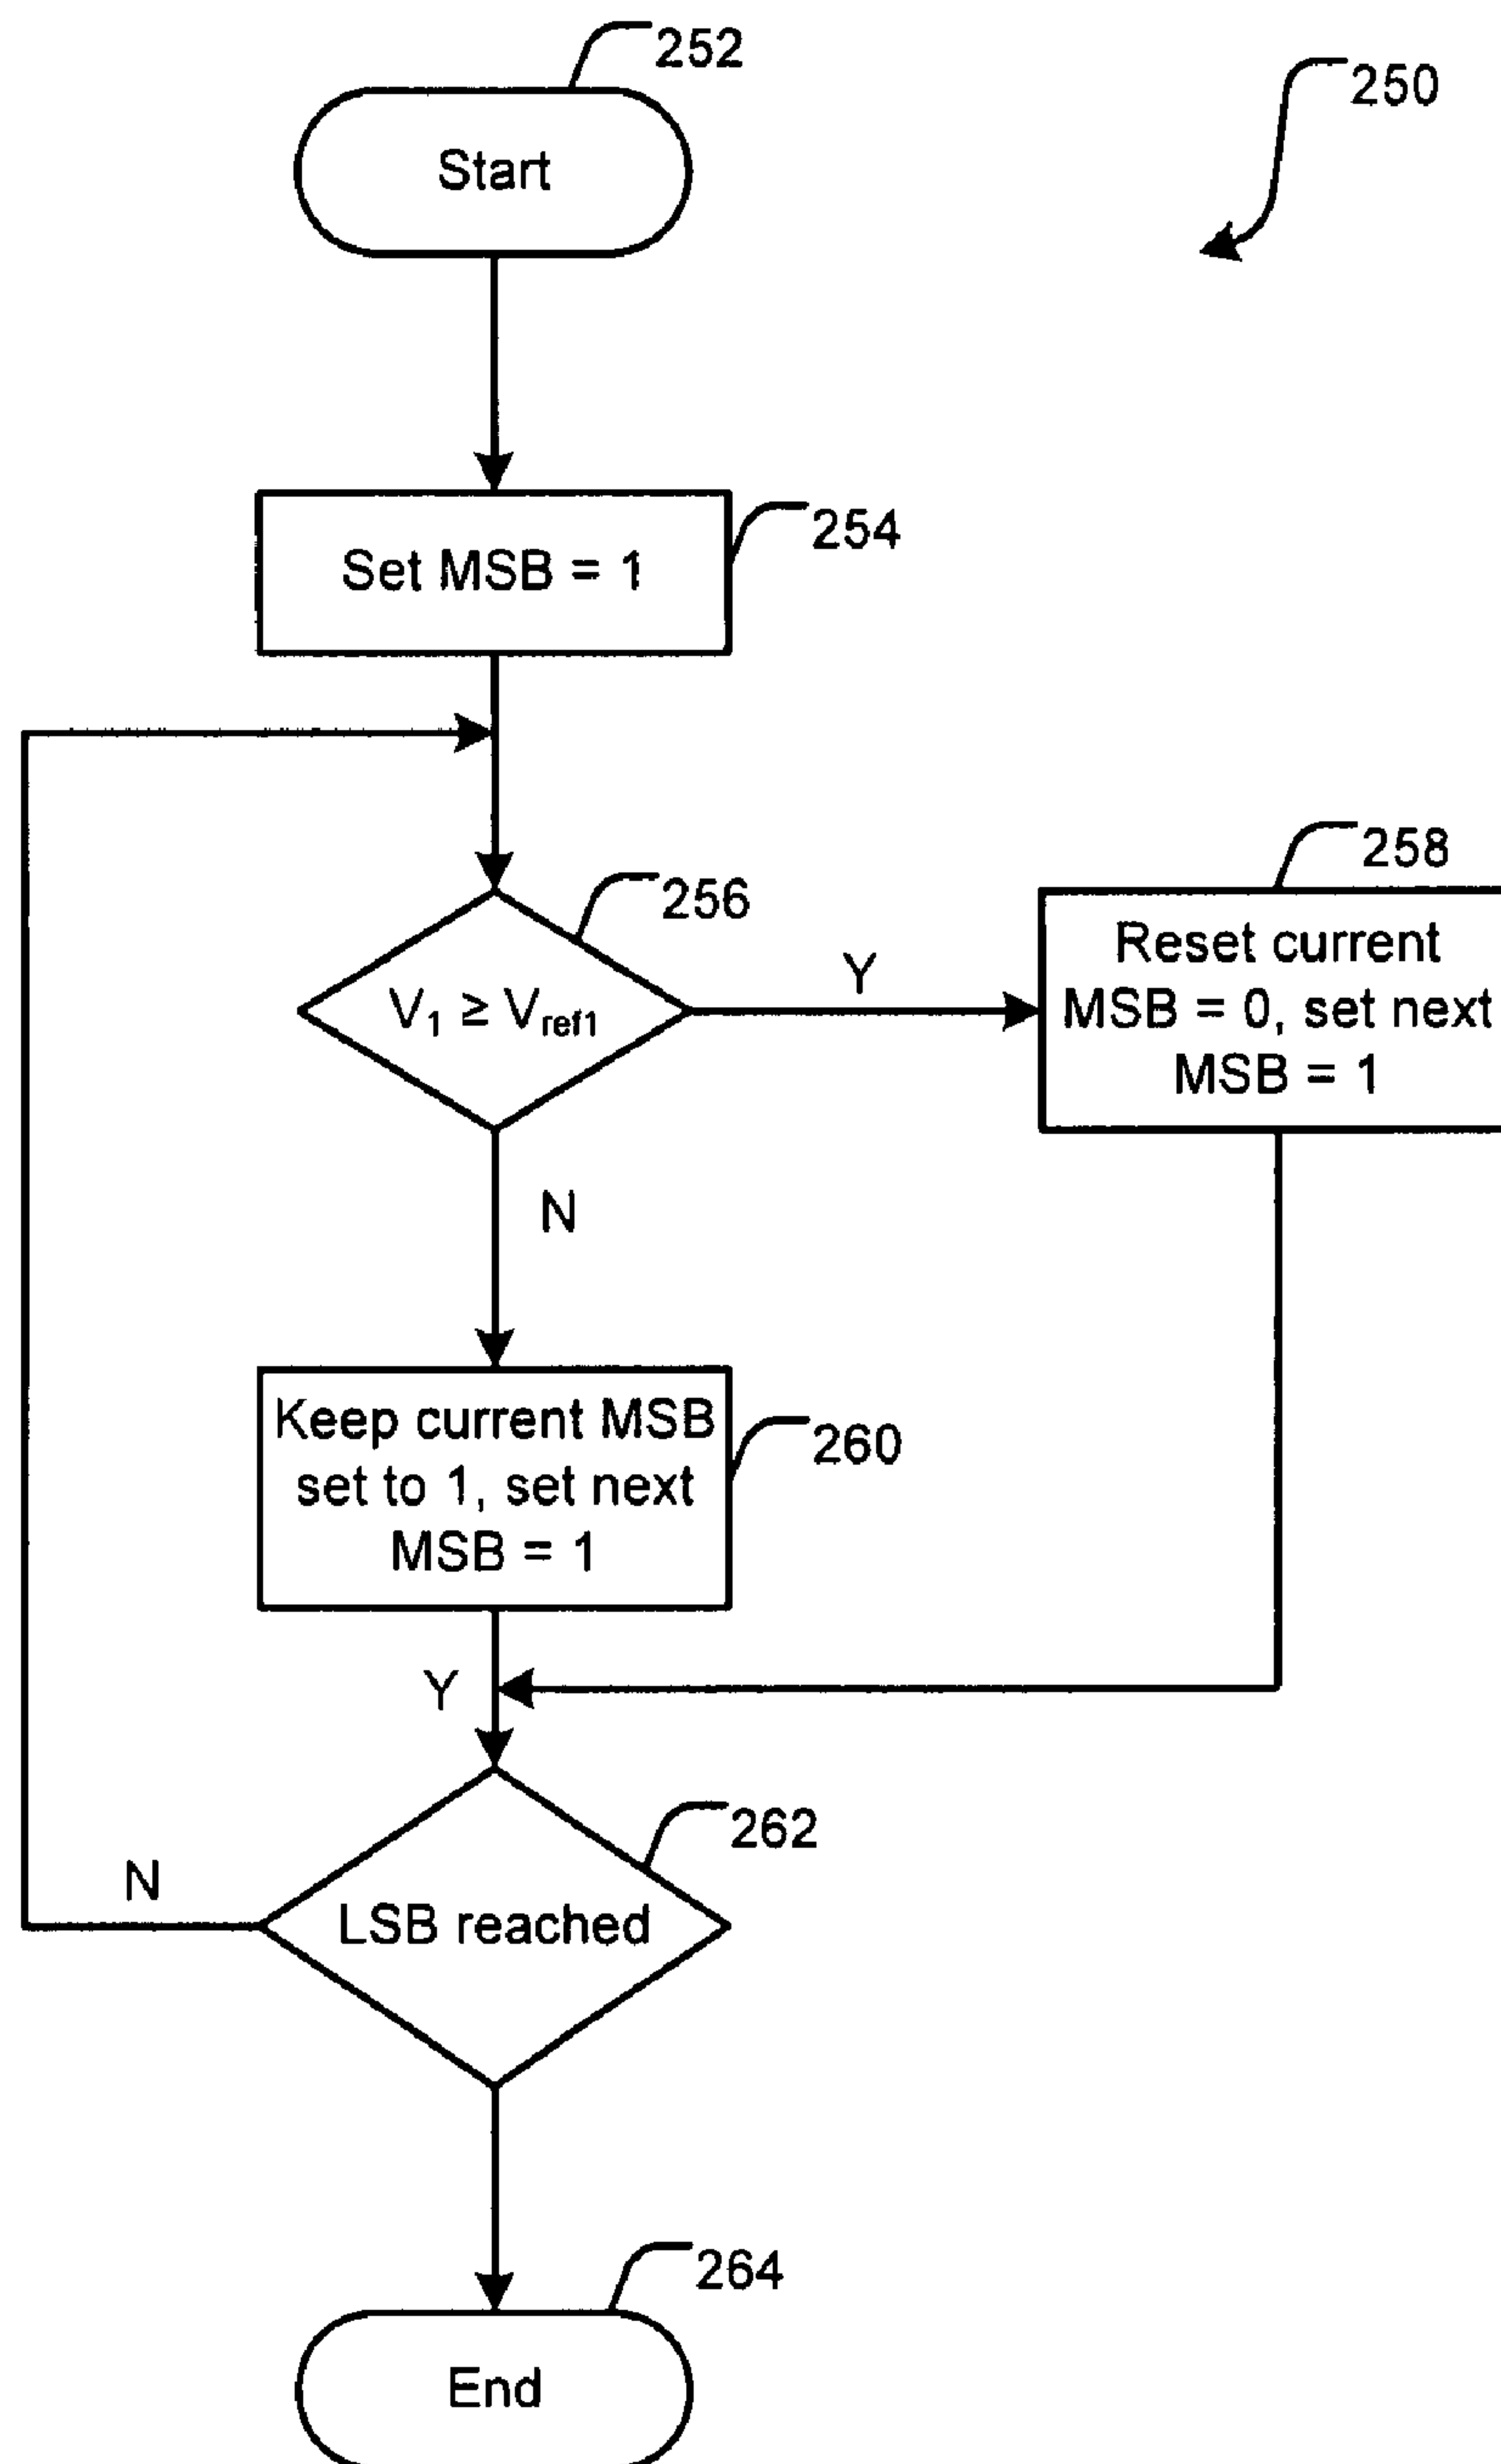 252
250
Start
254
Set MSB = 1
256
258
V₁ ≥ Vref1
Y
Reset current
MSB = 0, set next
MSB = 1
N
Keep current MSB
set to 1, set next
MSB = 1
260
Y
262
N
LSB reached
264
End